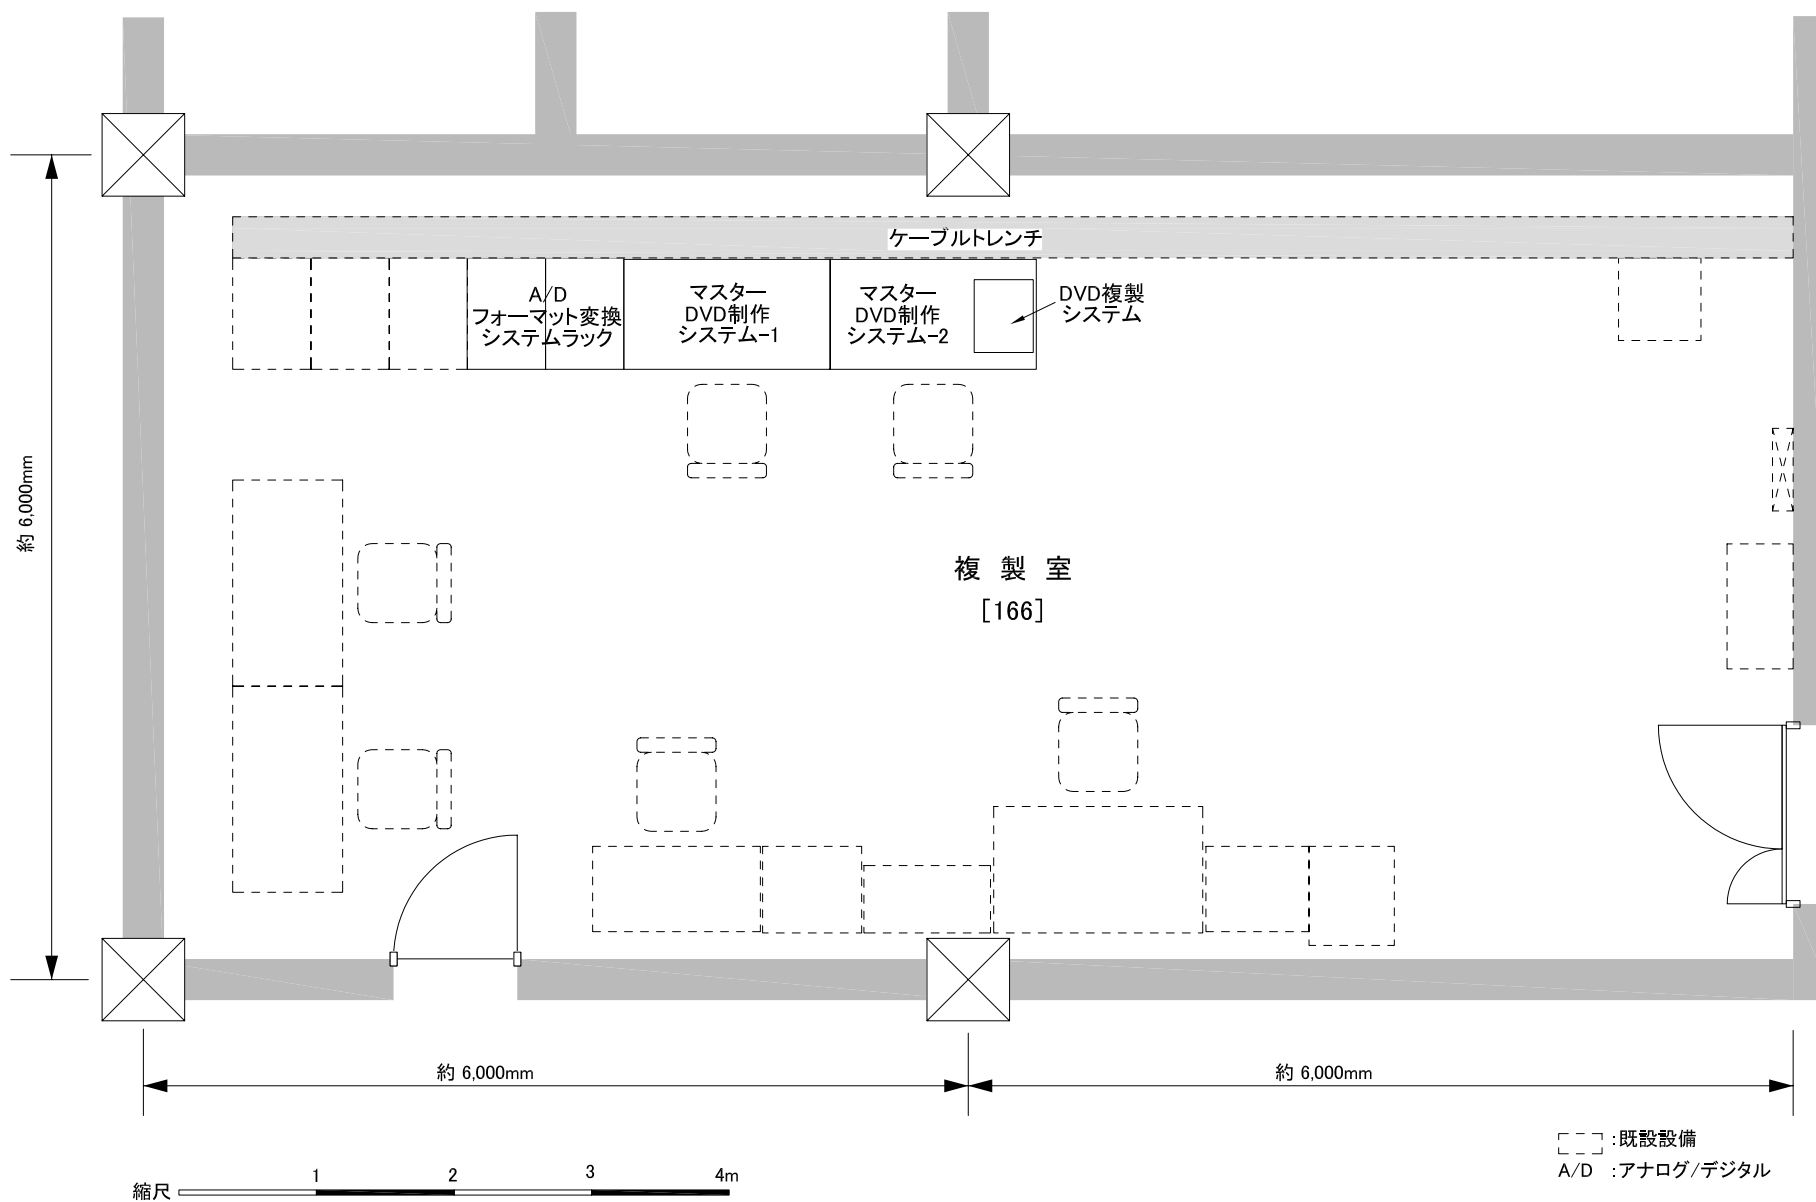 ケーブルトレンチ
A/D
フォーマット変換
システムラック
マスター
DVD制作
システム-1
マスター
DVD制作
システム-2
DVD複製
システム
約 6,000mm
複 製 室
[166]
約 6,000mm
約 6,000mm
:既設設備
A/D :アナログ/デジタル
縮尺 1 2 3 4m